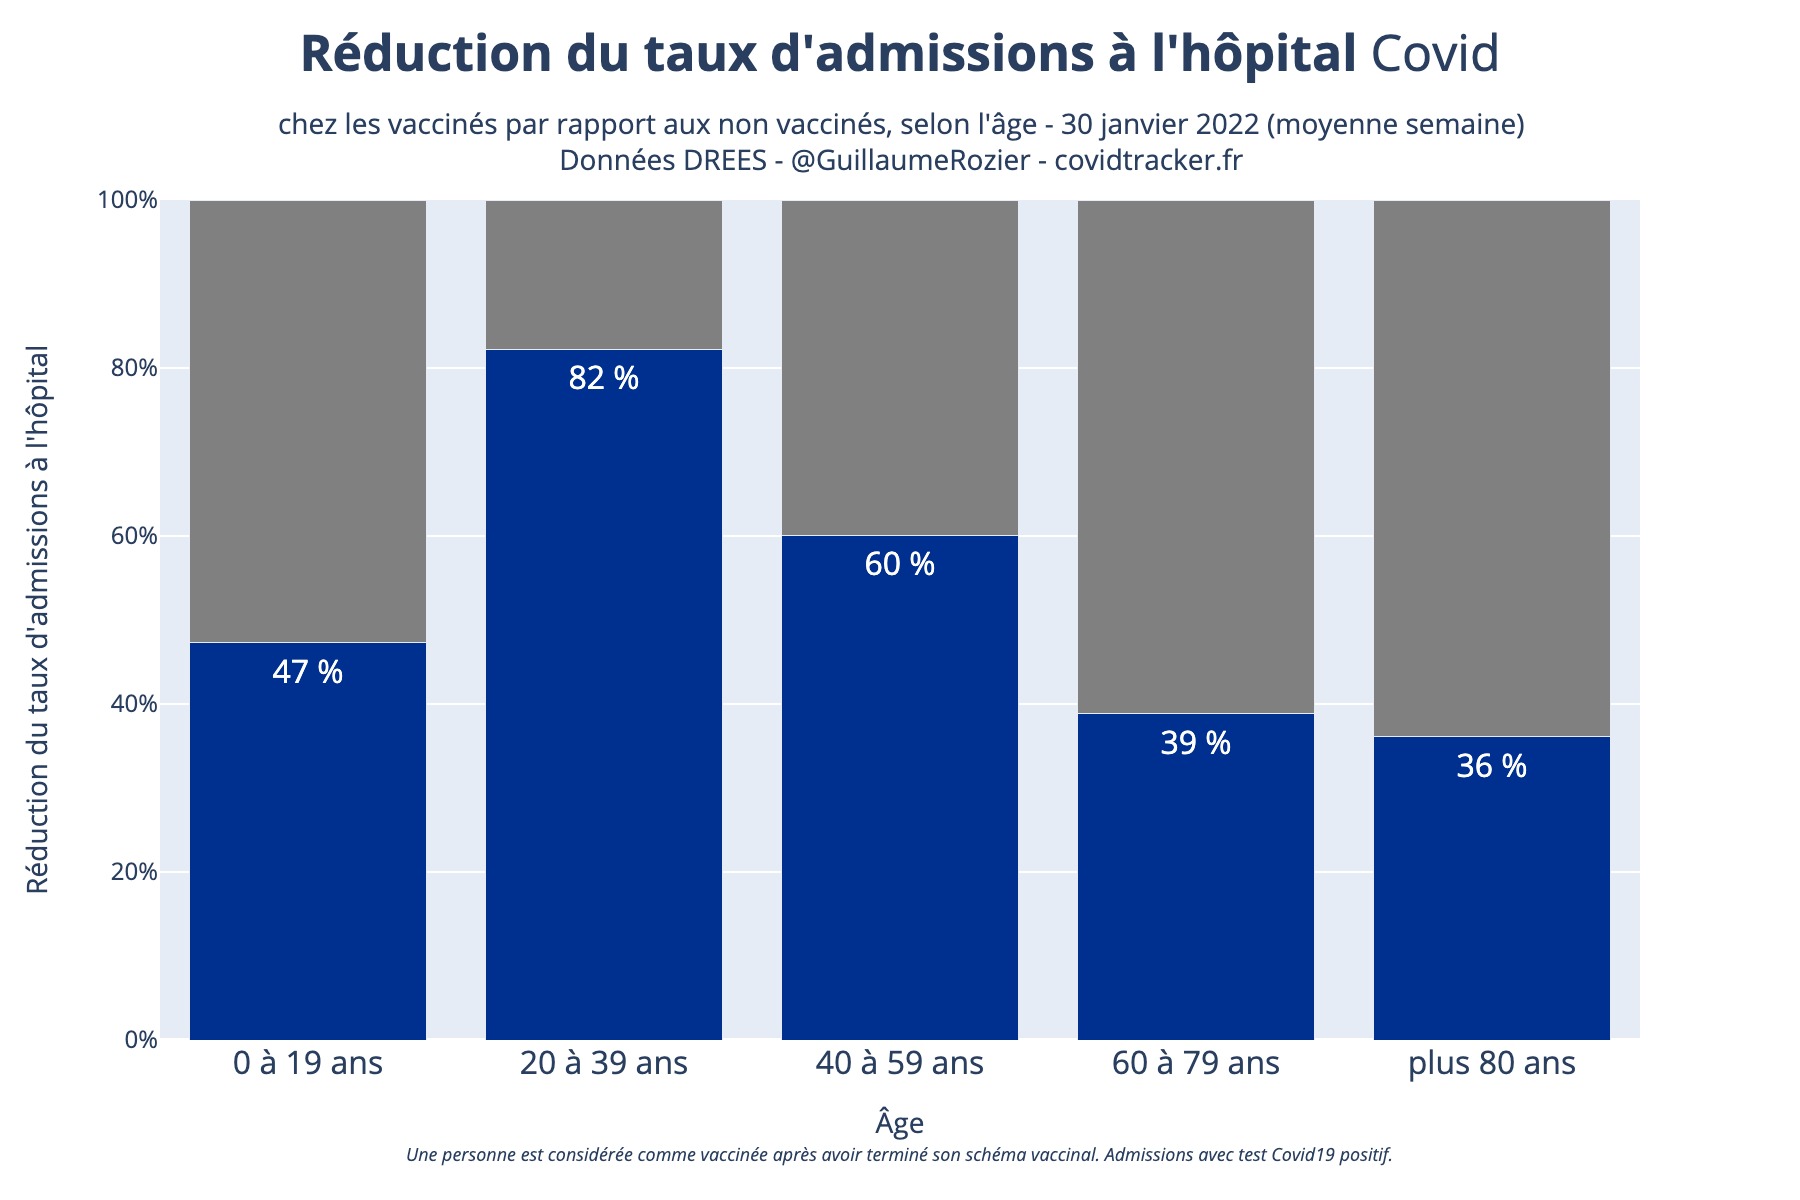 Réduction du taux d'admissions à l'hôpital Covid
chez les vaccinés par rapport aux non vaccinés, selon l'âge - 30 janvier 2022 (moyenne semaine)
Données DREES - @GuillaumeRozier - covidtracker.fr
Réduction du taux d'admissions à l'hôpital
100%
80%
60%
40%
20%
0%
47 %
82 %
60 %
39 %
36 %
0 à 19 ans
20 à 39 ans
40 à 59 ans
60 à 79 ans
plus 80 ans
Âge
Une personne est considérée comme vaccinée après avoir terminé son schéma vaccinal. Admissions avec test Covid19 positif.